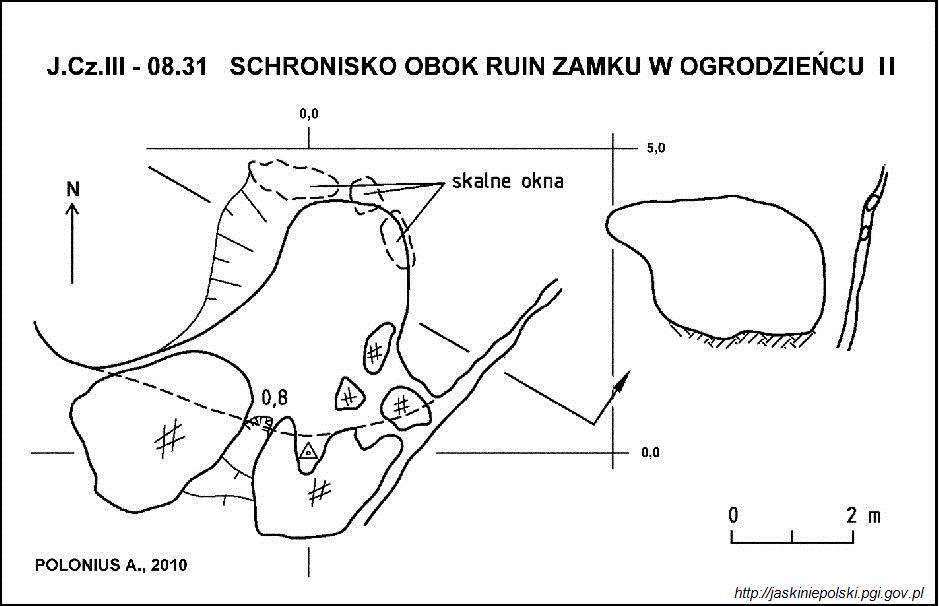 J.Cz.III - 08.31 SCHRONISKO OBOK RUIN ZAMKU W OGRODZIEŃCU II
0,0
5,0
skalne okna
N
0,8
0,0
0 2 m
POLONIUS A., 2010
http://jaskiniepolski.pgi.gov.pl